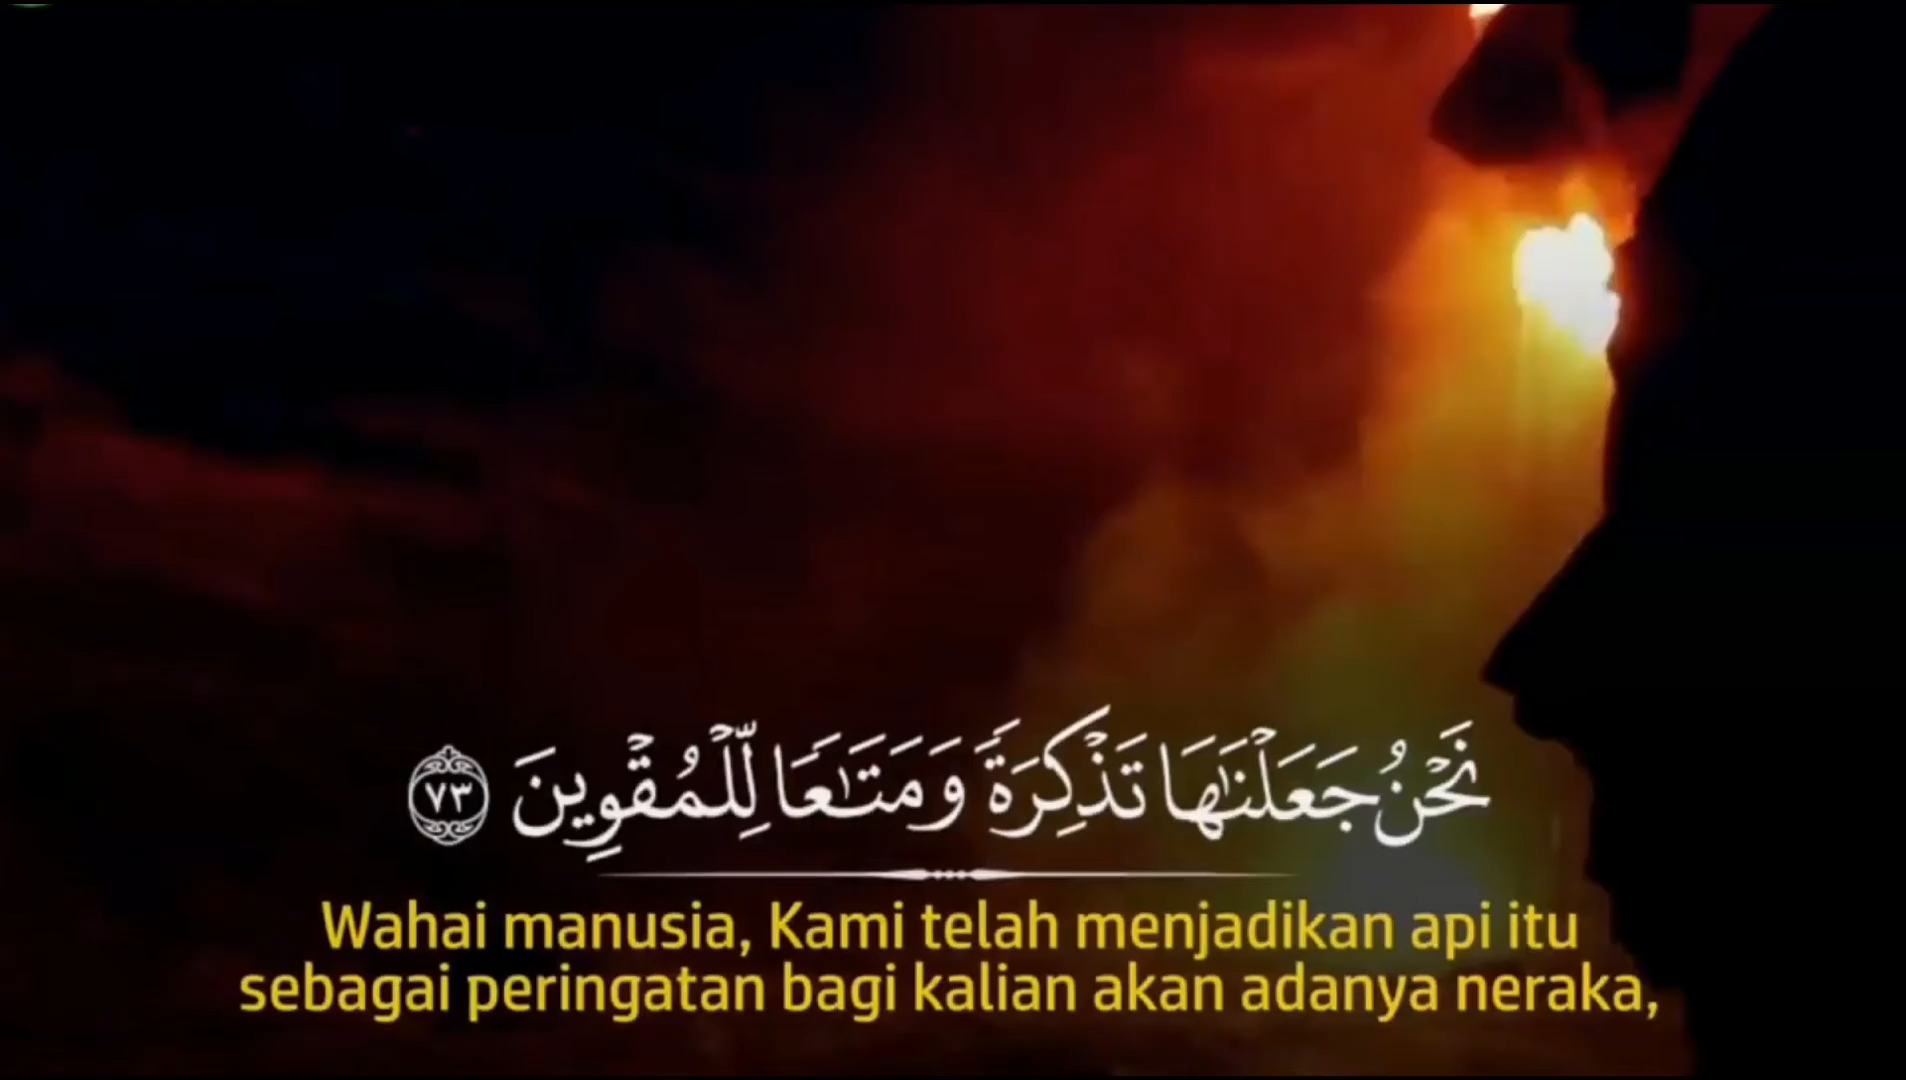 نَحْنُ جَعَلْنَٰهَا تَذْكِرَةً وَمَتَٰعًا لِّلْمُقْوِينَ ٧٣
Wahai manusia, Kami telah menjadikan api itu
sebagai peringatan bagi kalian akan adanya neraka,